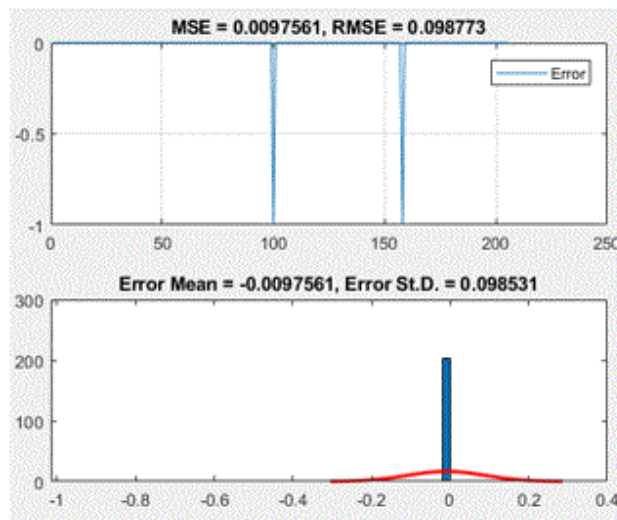 MSE = 0.0097561, RMSE = 0.098773
0
-0.5
-1
Error
0 50 100 150 200 250
Error Mean = -0.0097561, Error St.D. = 0.098531
300
200
100
0
-1 -0.8 -0.6 -0.4 -0.2 0 0.2 0.4